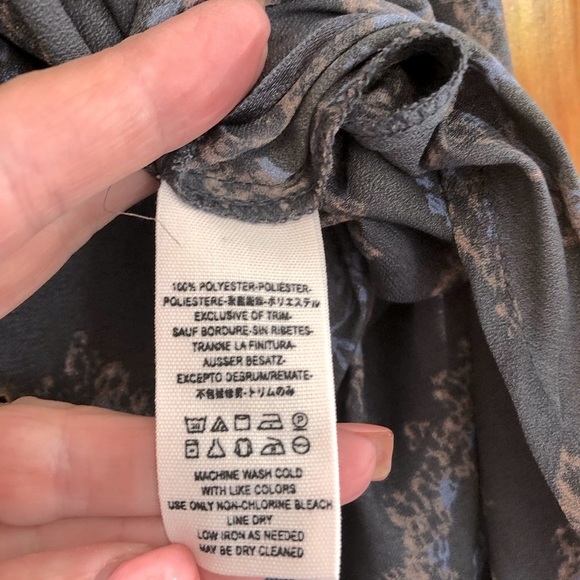 100% POLYESTER-POLIÉSTER-
POLIESTERE-聚酯纖維-ポリエステル
EXCLUSIVE OF TRIM-
SAUF BORDURE-SIN RIBETES-
TRANNE LA FINITURA-
AUSSER BESATZ-
EXCEPTO DEBRUM/REMATE-
不包括修剪-トリムのみ
MACHINE WASH COLD
WITH LIKE COLORS
USE ONLY NON-CHLORINE BLEACH
LINE DRY
LOW IRON AS NEEDED
MAY BE DRY CLEANED